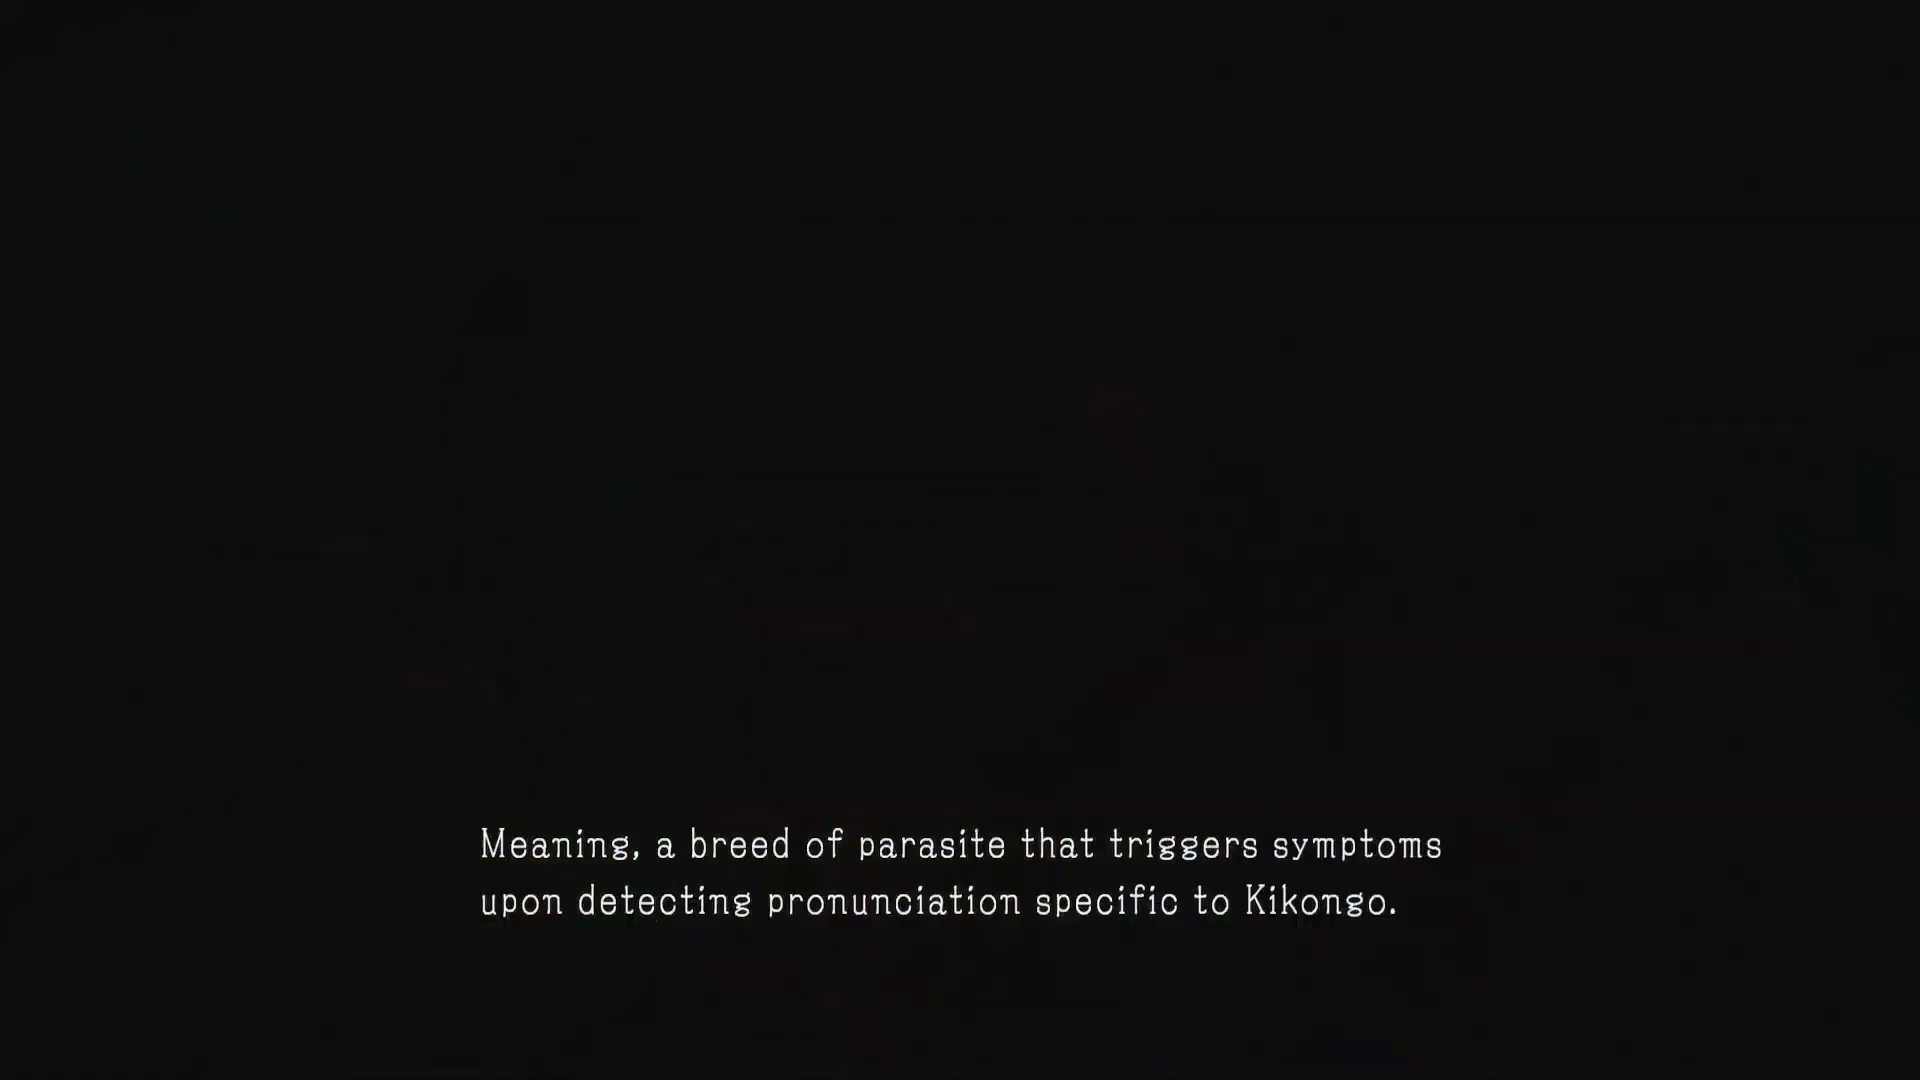 Meaning, a breed of parasite that triggers symptoms
upon detecting pronunciation specific to Kikongo.